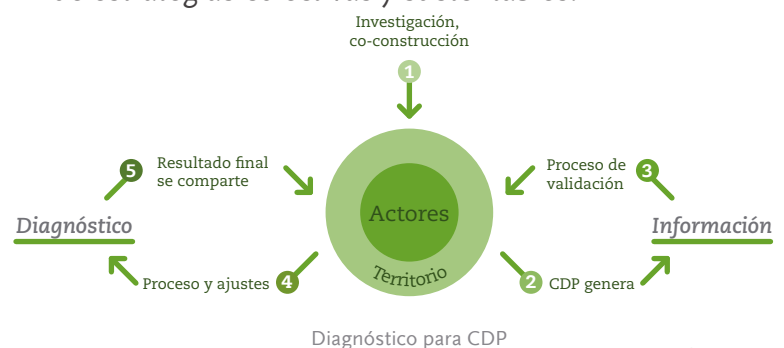 Investigación,
co-construcción
1
5
Resultado final
se comparte
Proceso de
validación
3
Actores
Diagnóstico
Información
Territorio
Proceso y ajustes
4
2
CDP genera
Diagnóstico para CDP